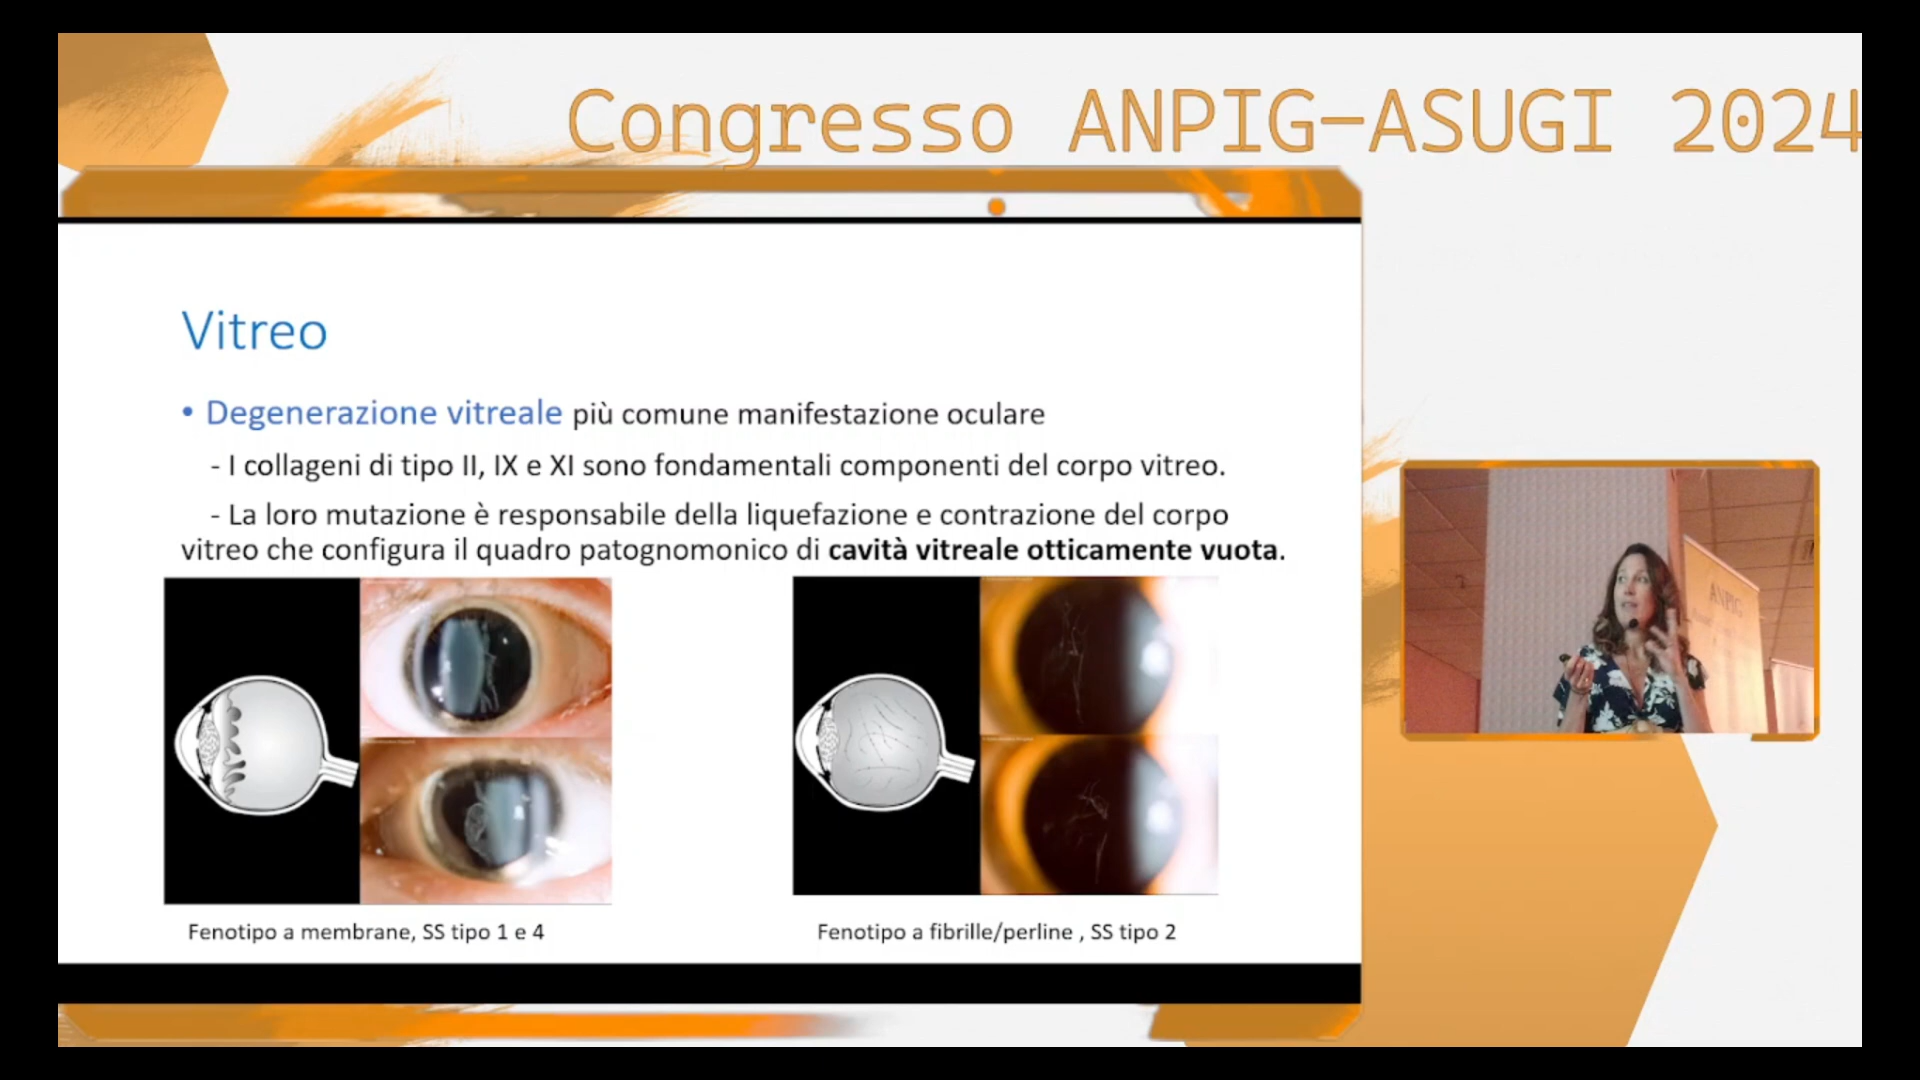 Congresso ANPIG-ASUGI 2024
Vitreo
• Degenerazione vitreale più comune manifestazione oculare
- I collageni di tipo II, IX e XI sono fondamentali componenti del corpo vitreo.
- La loro mutazione è responsabile della liquefazione e contrazione del corpo
vitreo che configura il quadro patognomonico di cavità vitreale otticamente vuota.
ANPIG
Fenotipo a membrane, SS tipo 1 e 4
Fenotipo a fibrille/perline , SS tipo 2